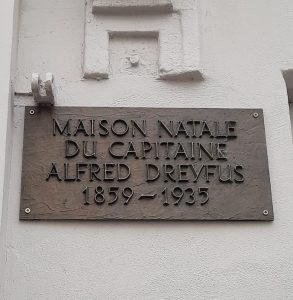 MAISON NATALE
DU CAPITAINE
ALFRED DREYFUS
1859-1935